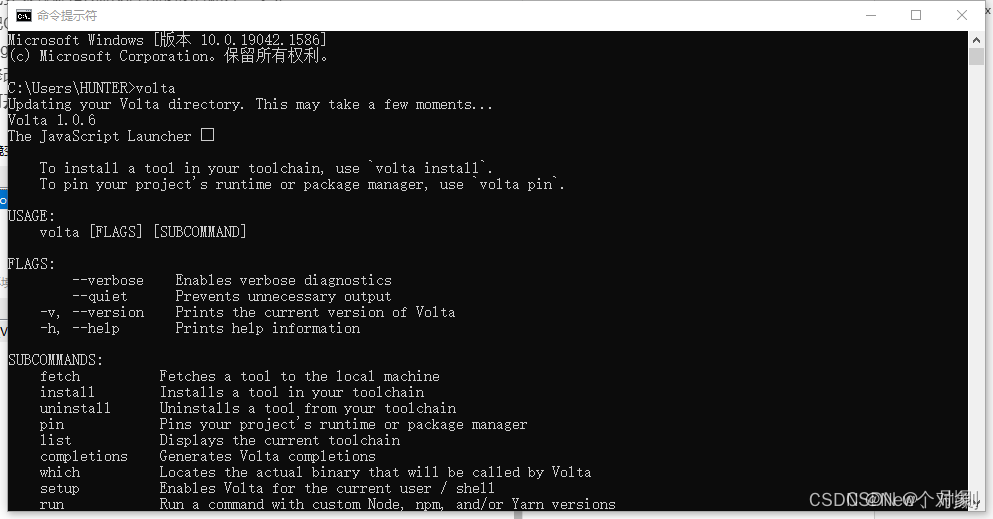 命令提示符
Microsoft Windows [版本 10.0.19042.1586]
(c) Microsoft Corporation。保留所有权利。
C:\Users\HUNTER>volta
Updating your Volta directory. This may take a few moments...
Volta 1.0.6
The JavaScript Launcher
To install a tool in your toolchain, use `volta install`.
To pin your project's runtime or package manager, use `volta pin`.
USAGE:
volta [FLAGS] [SUBCOMMAND]
FLAGS:
--verbose Enables verbose diagnostics
--quiet Prevents unnecessary output
-v, --version Prints the current version of Volta
-h, --help Prints help information
SUBCOMMANDS:
fetch Fetches a tool to the local machine
install Installs a tool in your toolchain
uninstall Uninstalls a tool from your toolchain
pin Pins your project's runtime or package manager
list Displays the current toolchain
completions Generates Volta completions
which Locates the actual binary that will be called by Volta
setup Enables Volta for the current user / shell
run Run a command with custom Node, npm, and/or Yarn versions